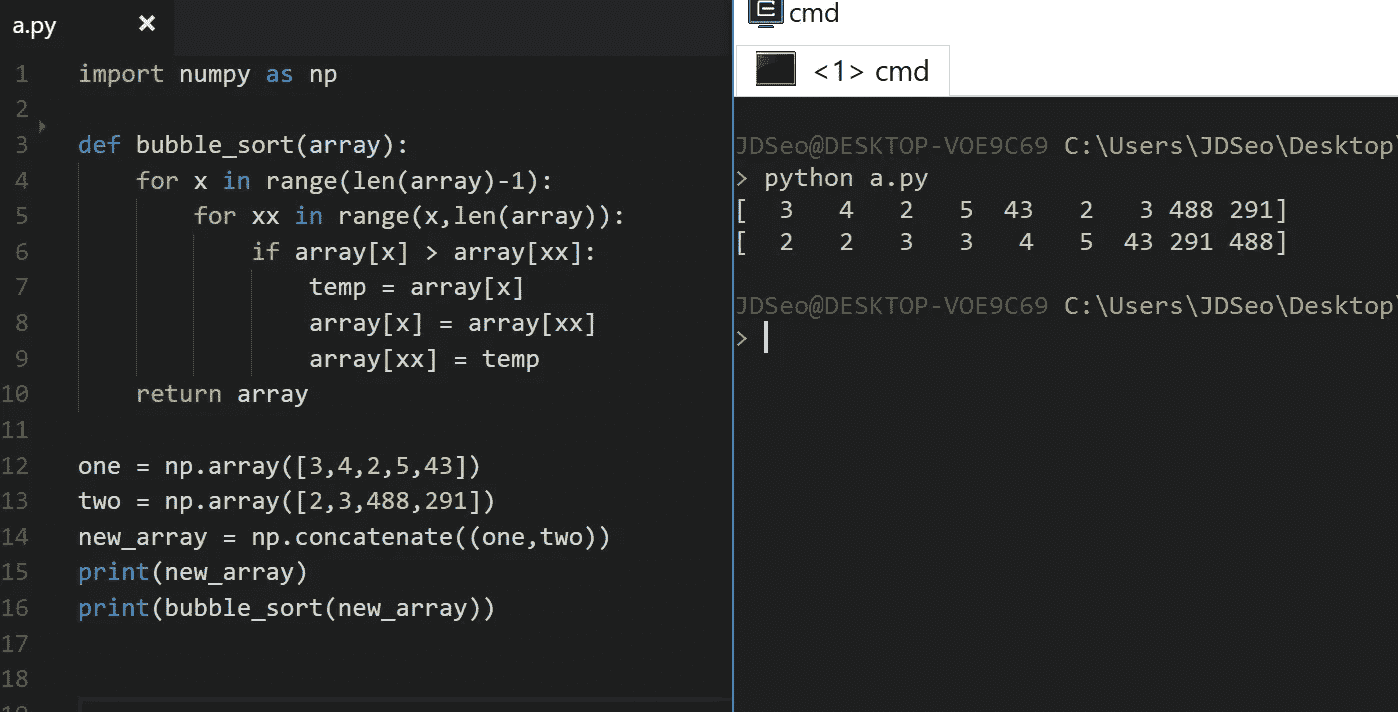 a.py ×
1 import numpy as np
2
3 def bubble_sort(array):
4     for x in range(len(array)-1):
5         for xx in range(x,len(array)):
6             if array[x] > array[xx]:
7                 temp = array[x]
8                 array[x] = array[xx]
9                 array[xx] = temp
10     return array
11
12 one = np.array([3,4,2,5,43])
13 two = np.array([2,3,488,291])
14 new_array = np.concatenate((one,two))
15 print(new_array)
16 print(bubble_sort(new_array))
17
18
cmd
<1> cmd
JDSeo@DESKTOP-VOE9C69 C:\Users\JDSeo\Desktop\
> python a.py
[  3   4   2   5  43   2   3 488 291]
[  2   2   3   3   4   5  43 291 488]
JDSeo@DESKTOP-VOE9C69 C:\Users\JDSeo\Desktop\
>